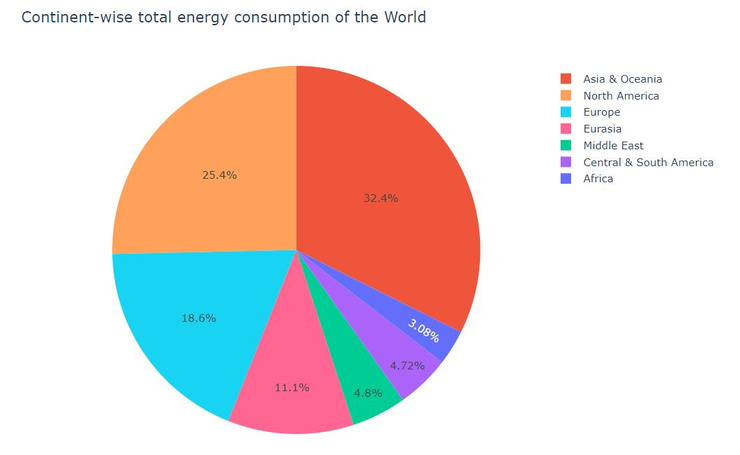 Continent-wise total energy consumption of the World
Asia & Oceania
North America
Europe
Eurasia
Middle East
Central & South America
Africa
25.4%
32.4%
18.6%
3.08%
4.72%
11.1%
4.8%